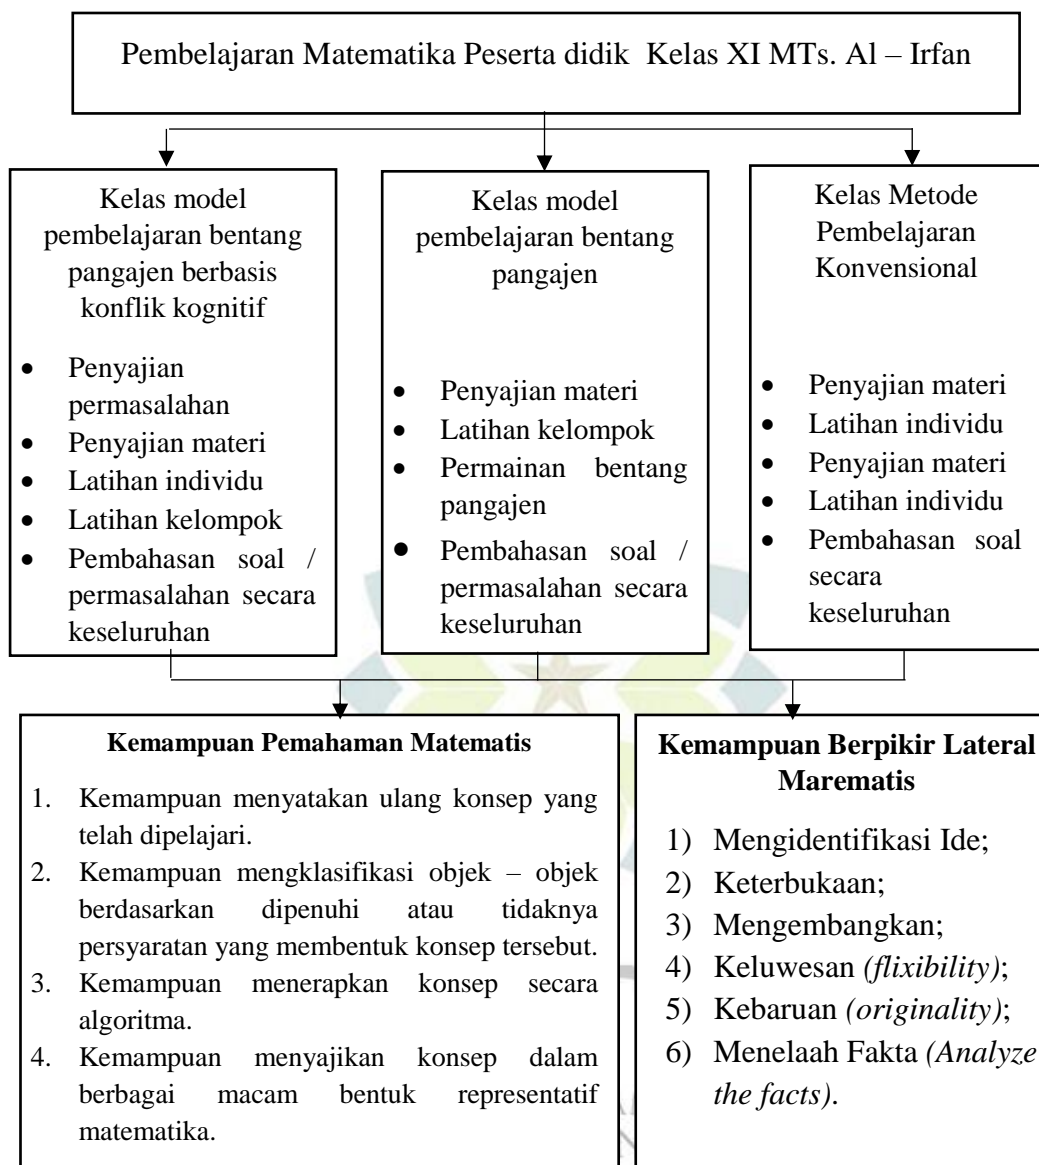 Pembelajaran Matematika Peserta didik Kelas XI MTs. Al – Irfan
Kelas model
pembelajaran bentang
pangajen berbasis
konflik kognitif
• Penyajian
permasalahan
• Penyajian materi
• Latihan individu
• Latihan kelompok
• Pembahasan soal /
permasalahan secara
keseluruhan
Kelas model
pembelajaran bentang
pangajen
• Penyajian materi
• Latihan kelompok
• Permainan bentang
pangajen
• Pembahasan soal /
permasalahan secara
keseluruhan
Kelas Metode
Pembelajaran
Konvensional
• Penyajian materi
• Latihan individu
• Penyajian materi
• Latihan individu
• Pembahasan soal
secara
keseluruhan
Kemampuan Pemahaman Matematis
1. Kemampuan menyatakan ulang konsep yang
telah dipelajari.
2. Kemampuan mengklasifikasi objek – objek
berdasarkan dipenuhi atau tidaknya
persyaratan yang membentuk konsep tersebut.
3. Kemampuan menerapkan konsep secara
algoritma.
4. Kemampuan menyajikan konsep dalam
berbagai macam bentuk representatif
matematika.
Kemampuan Berpikir Lateral
Marematis
1) Mengidentifikasi Ide;
2) Keterbukaan;
3) Mengembangkan;
4) Keluwesan (flixibility);
5) Kebaruan (originality);
6) Menelaah Fakta (Analyze
the facts).